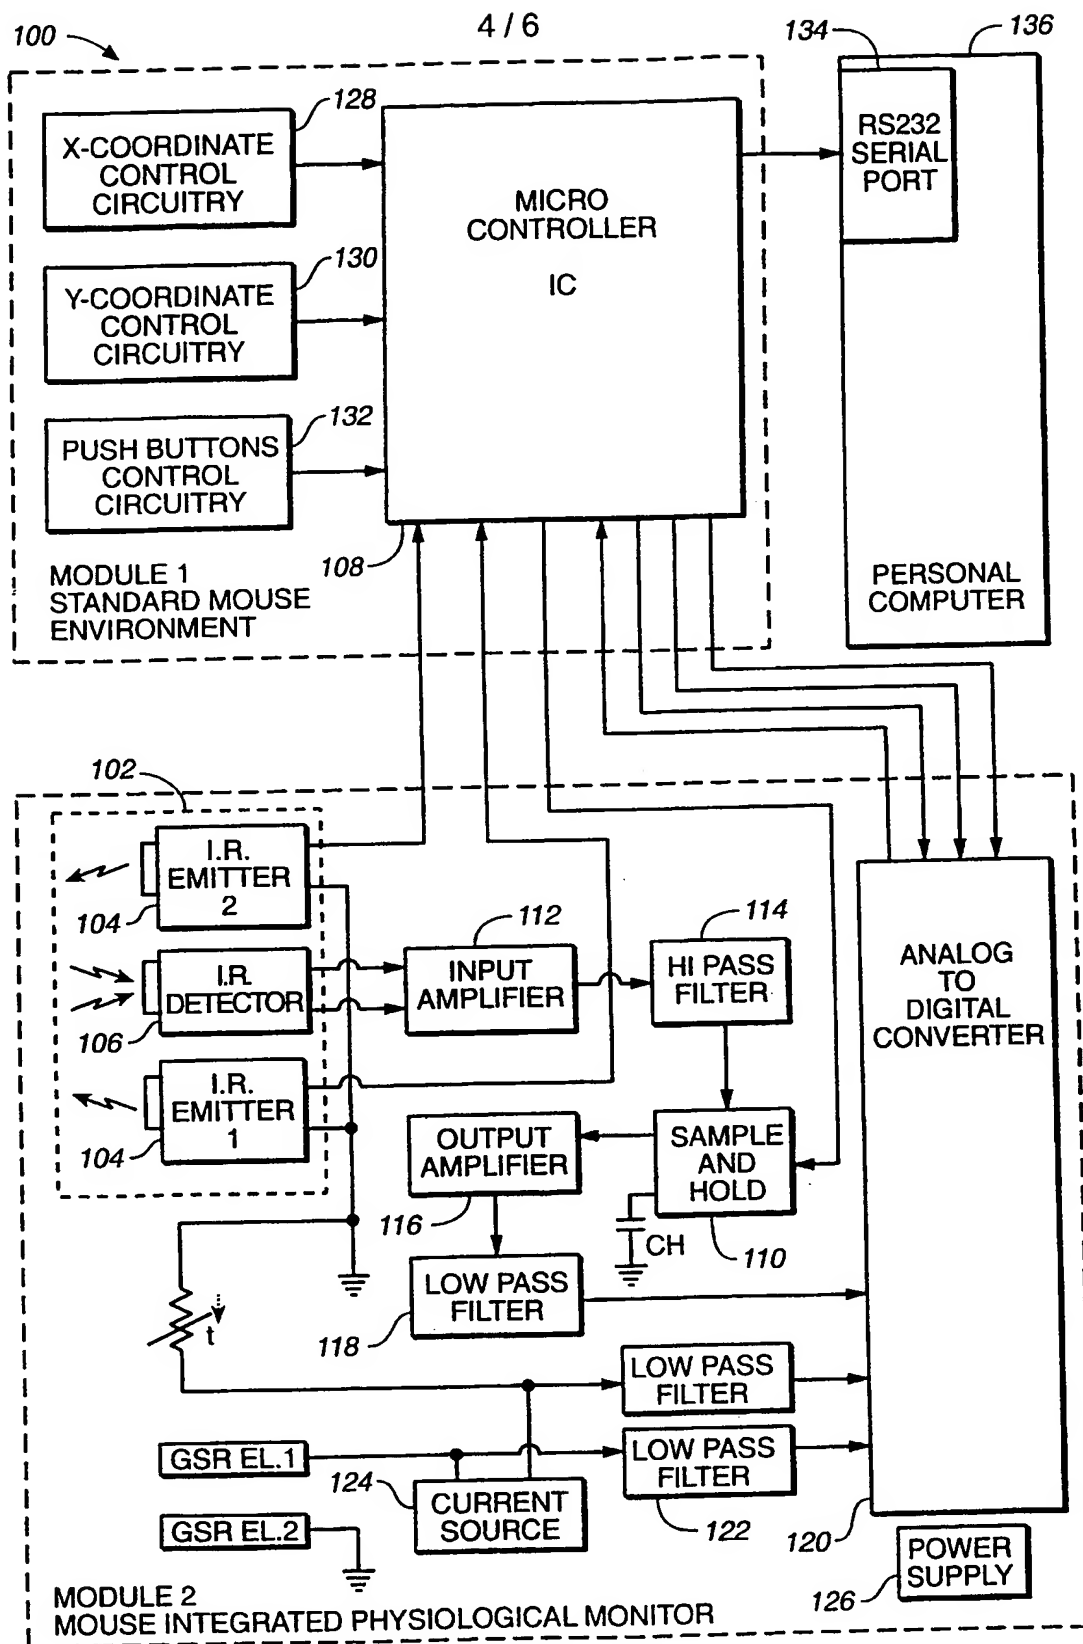 4/6
100
134
136
128
X-COORDINATE
CONTROL
CIRCUITRY
MICRO
CONTROLLER
IC
RS232
SERIAL
PORT
130
Y-COORDINATE
CONTROL
CIRCUITRY
132
PUSH BUTTONS
CONTROL
CIRCUITRY
108
MODULE 1
STANDARD MOUSE
ENVIRONMENT
PERSONAL
COMPUTER
102
I.R.
EMITTER
2
104
112
INPUT
AMPLIFIER
114
HI PASS
FILTER
ANALOG
TO
DIGITAL
CONVERTER
I.R.
DETECTOR
106
I.R.
EMITTER
1
104
OUTPUT
AMPLIFIER
116
SAMPLE
AND
HOLD
CH
110
LOW PASS
FILTER
118
t
LOW PASS
FILTER
GSR EL.1
LOW PASS
FILTER
124
CURRENT
SOURCE
122
GSR EL.2
120
POWER
SUPPLY
126
MODULE 2
MOUSE INTEGRATED PHYSIOLOGICAL MONITOR